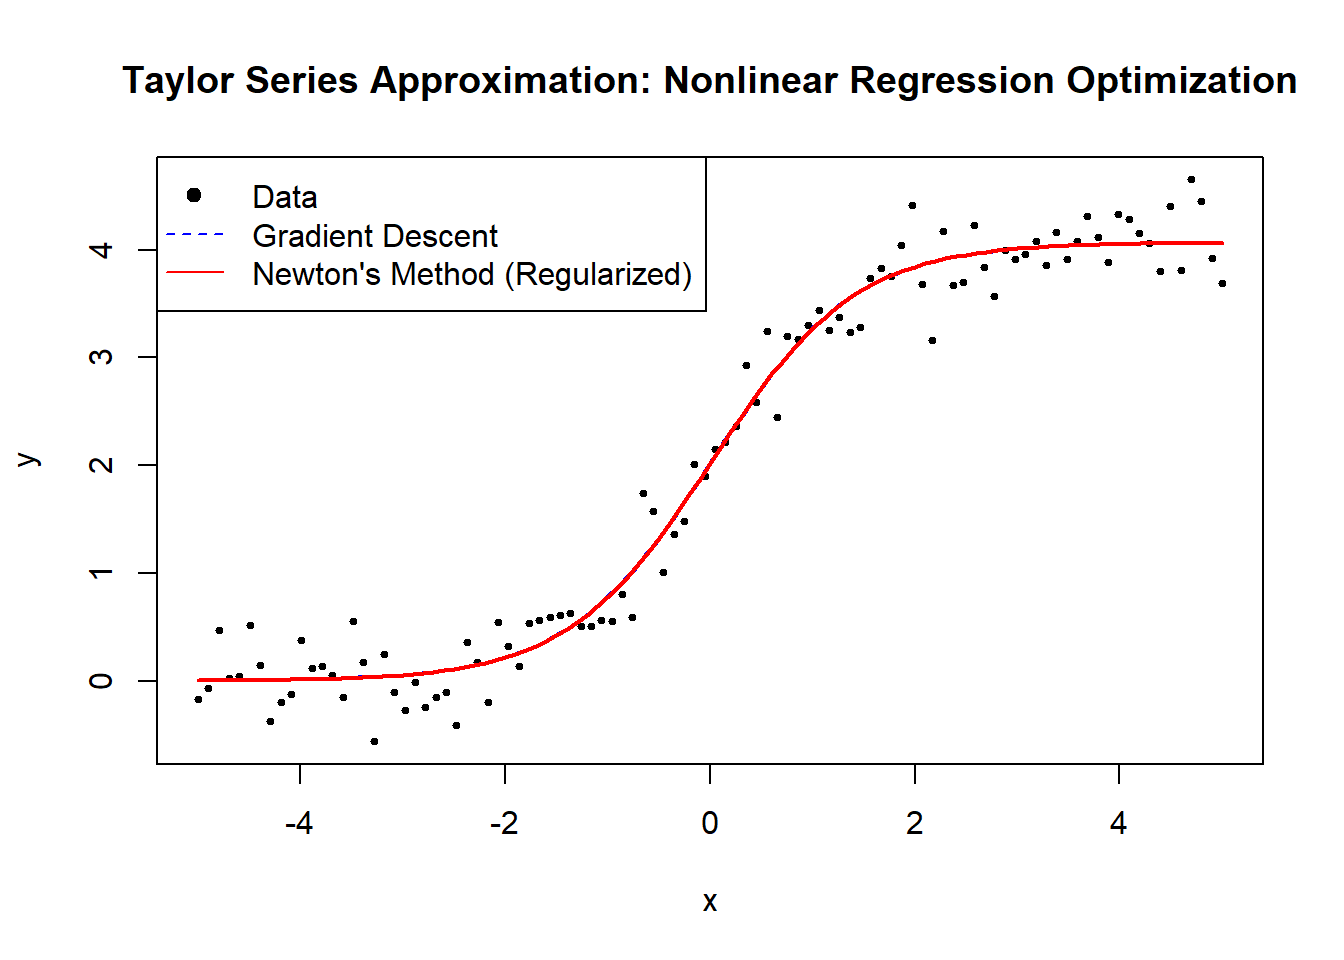 Taylor Series Approximation: Nonlinear Regression Optimization
Data
Gradient Descent
Newton's Method (Regularized)
4
3
2
1
0
y
-4 -2 0 2 4
x